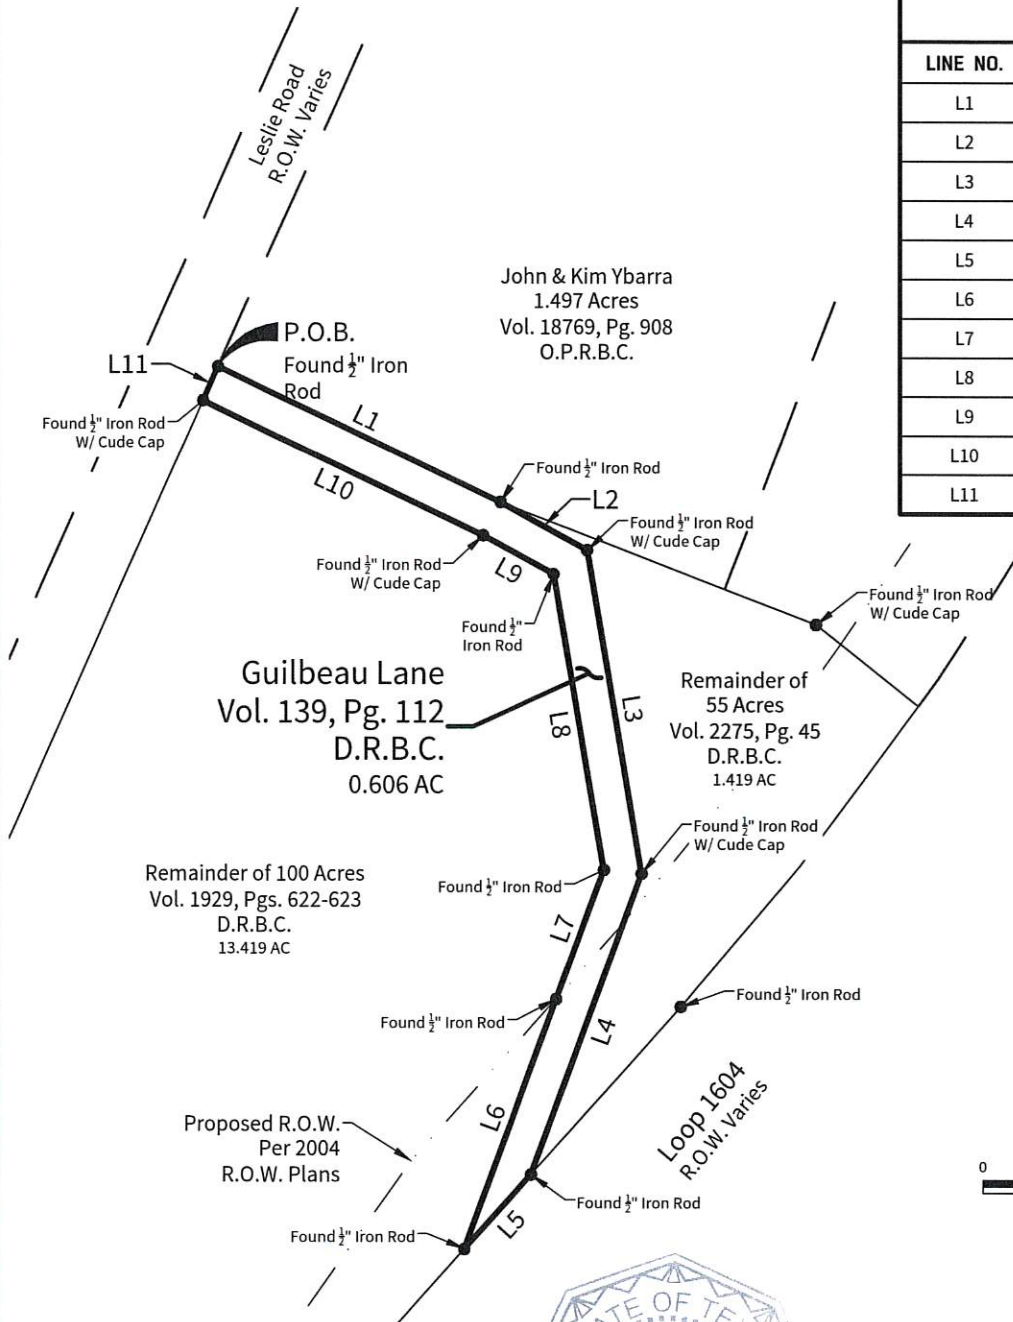 Leslie Road
R.O.W. Varies
LINE NO.
L1
L2
L3
L4
L5
L6
L7
L8
L9
L10
L11
John & Kim Ybarra
1.497 Acres
Vol. 18769, Pg. 908
O.P.R.B.C.
P.O.B.
Found ½" Iron
Rod
L11
Found ½" Iron Rod
W/ Cude Cap
L1
L10
Found ½" Iron Rod
L2
Found ½" Iron Rod
W/ Cude Cap
Found ½" Iron Rod
W/ Cude Cap
L9
Found ½" Iron Rod
W/ Cude Cap
Found ½"
Iron Rod
Guilbeau Lane
Vol. 139, Pg. 112
D.R.B.C.
0.606 AC
L8
L3
Remainder of
55 Acres
Vol. 2275, Pg. 45
D.R.B.C.
1.419 AC
Found ½" Iron Rod
W/ Cude Cap
Remainder of 100 Acres
Vol. 1929, Pgs. 622-623
D.R.B.C.
13.419 AC
Found ½" Iron Rod
L7
Found ½" Iron Rod
Found ½" Iron Rod
L4
L6
Proposed R.O.W.
Per 2004
R.O.W. Plans
Loop 1604
R.O.W. Varies
0
Found ½" Iron Rod
L5
Found ½" Iron Rod
OF